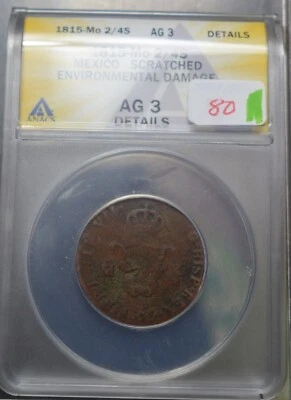 1815-Mo 2/4S AG 3 DETAILS
1815-Mo 2/4S
MEXICO SCRATCHED
ENVIRONMENTAL DAMAGE
AG 3
DETAILS
80
ANACS